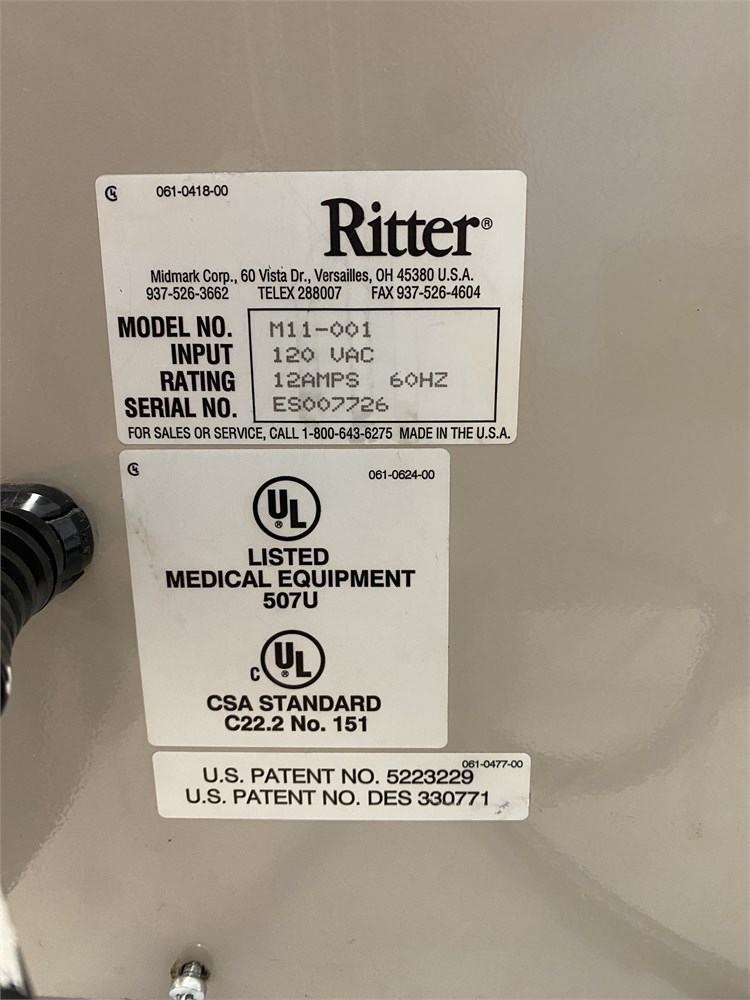 061-0418-00
Ritter®
Midmark Corp., 60 Vista Dr., Versailles, OH 45380 U.S.A.
937-526-3662 TELEX 288007 FAX 937-526-4604
MODEL NO. M11-001
INPUT 120 VAC
RATING 12AMPS 60HZ
SERIAL NO. ES007726
FOR SALES OR SERVICE, CALL 1-800-643-6275 MADE IN THE U.S.A.
061-0624-00
UL®
LISTED
MEDICAL EQUIPMENT
507U
C UL®
CSA STANDARD
C22.2 No. 151
061-0477-00
U.S. PATENT NO. 5223229
U.S. PATENT NO. DES 330771